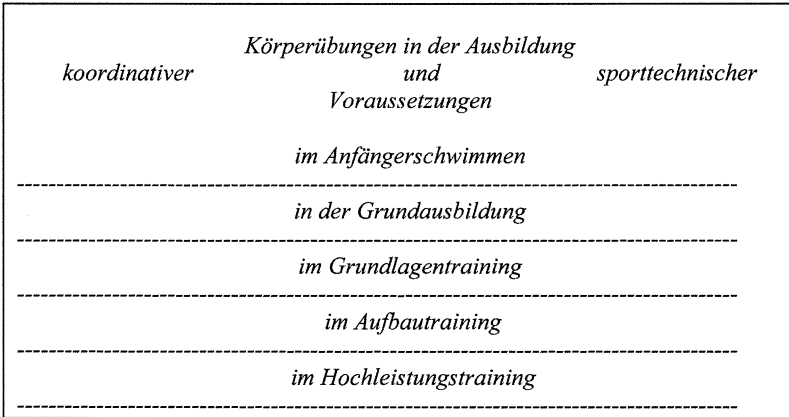 Körperübungen in der Ausbildung
koordinativer und sporttechnischer
Voraussetzungen
im Anfängerschwimmen
in der Grundausbildung
im Grundlagentraining
im Aufbautraining
im Hochleistungstraining